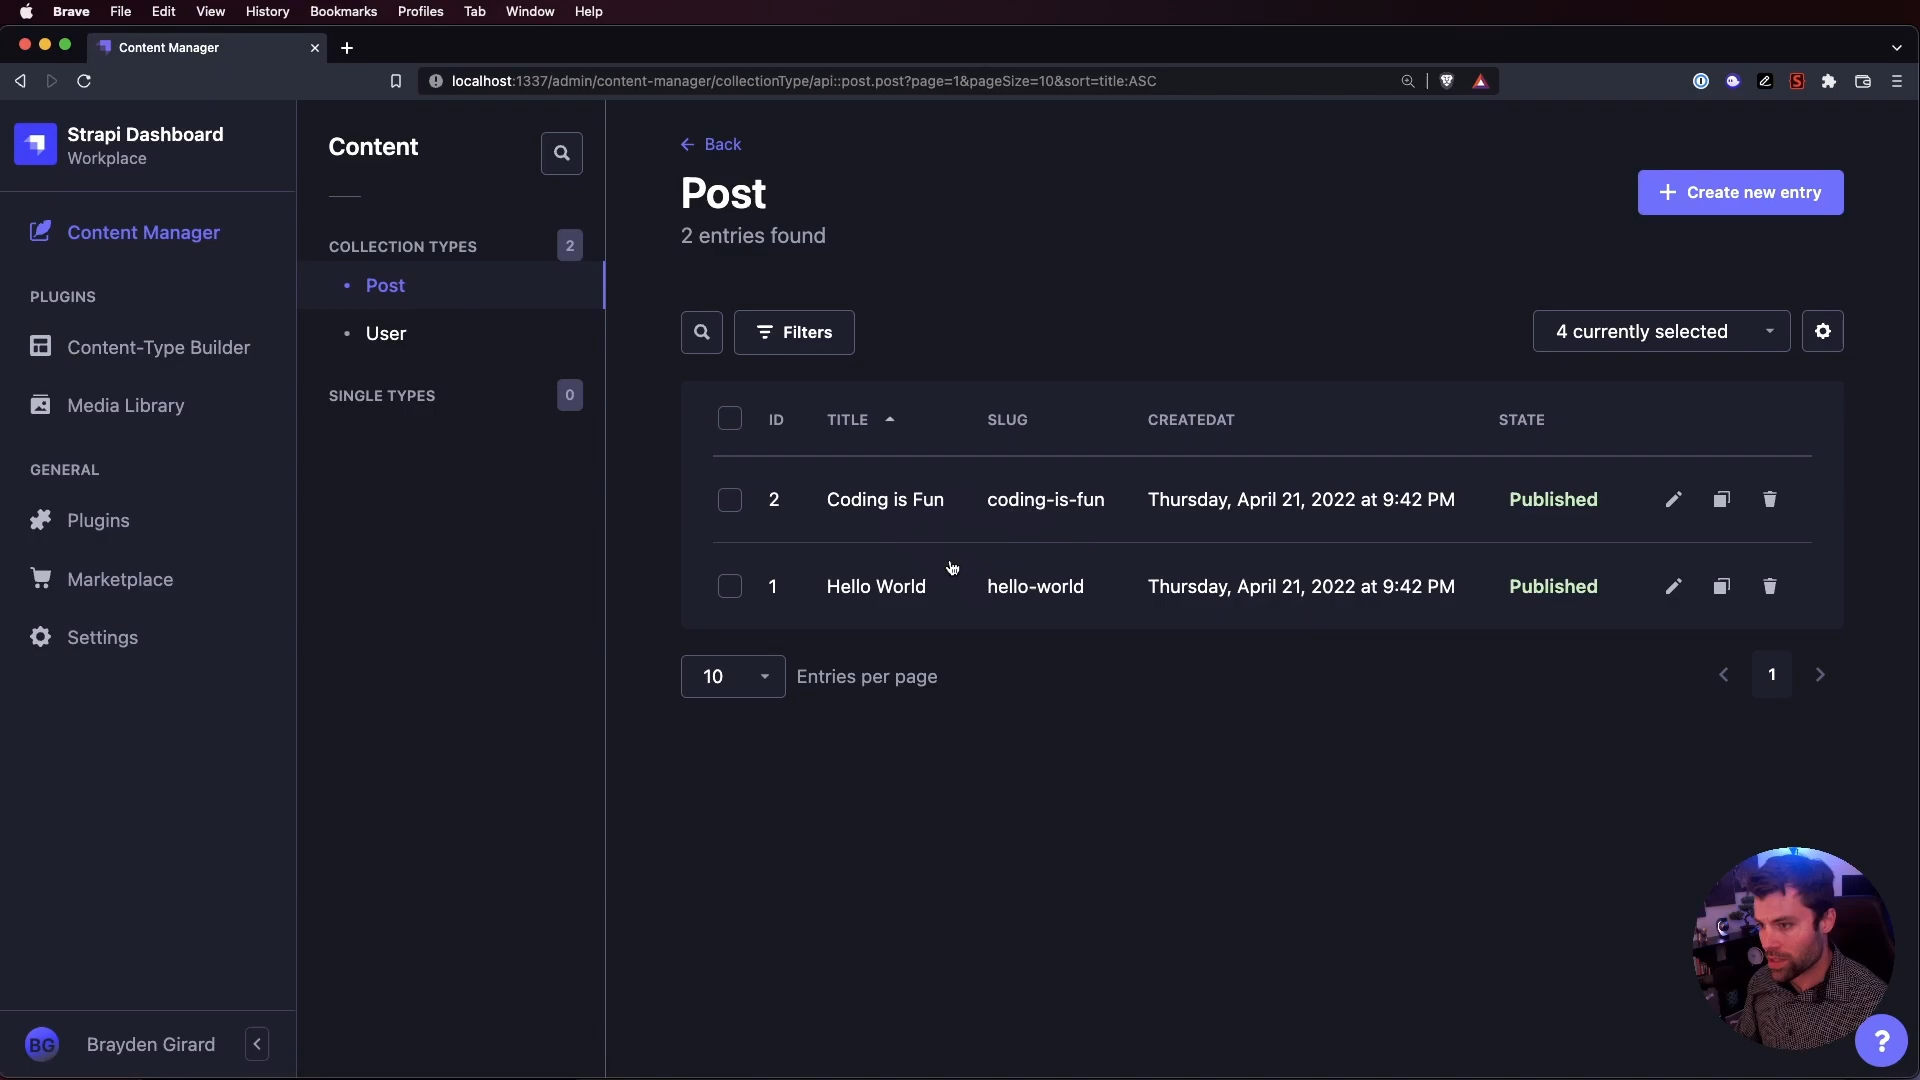 Brave File Edit View History Bookmarks Profiles Tab Window Help
Content Manager
localhost:1337/admin/content-manager/collectionType/api::post.post?page=1&pageSize=10&sort=title:ASC
Strapi Dashboard
Workplace
Content Manager
PLUGINS
Content-Type Builder
Media Library
GENERAL
Plugins
Marketplace
Settings
BG Brayden Girard
Content
COLLECTION TYPES 2
Post
User
SINGLE TYPES 0
Back
Post
2 entries found
Create new entry
Filters
4 currently selected
ID TITLE SLUG CREATEDAT STATE
2 Coding is Fun coding-is-fun Thursday, April 21, 2022 at 9:42 PM Published
1 Hello World hello-world Thursday, April 21, 2022 at 9:42 PM Published
10 Entries per page
1
?